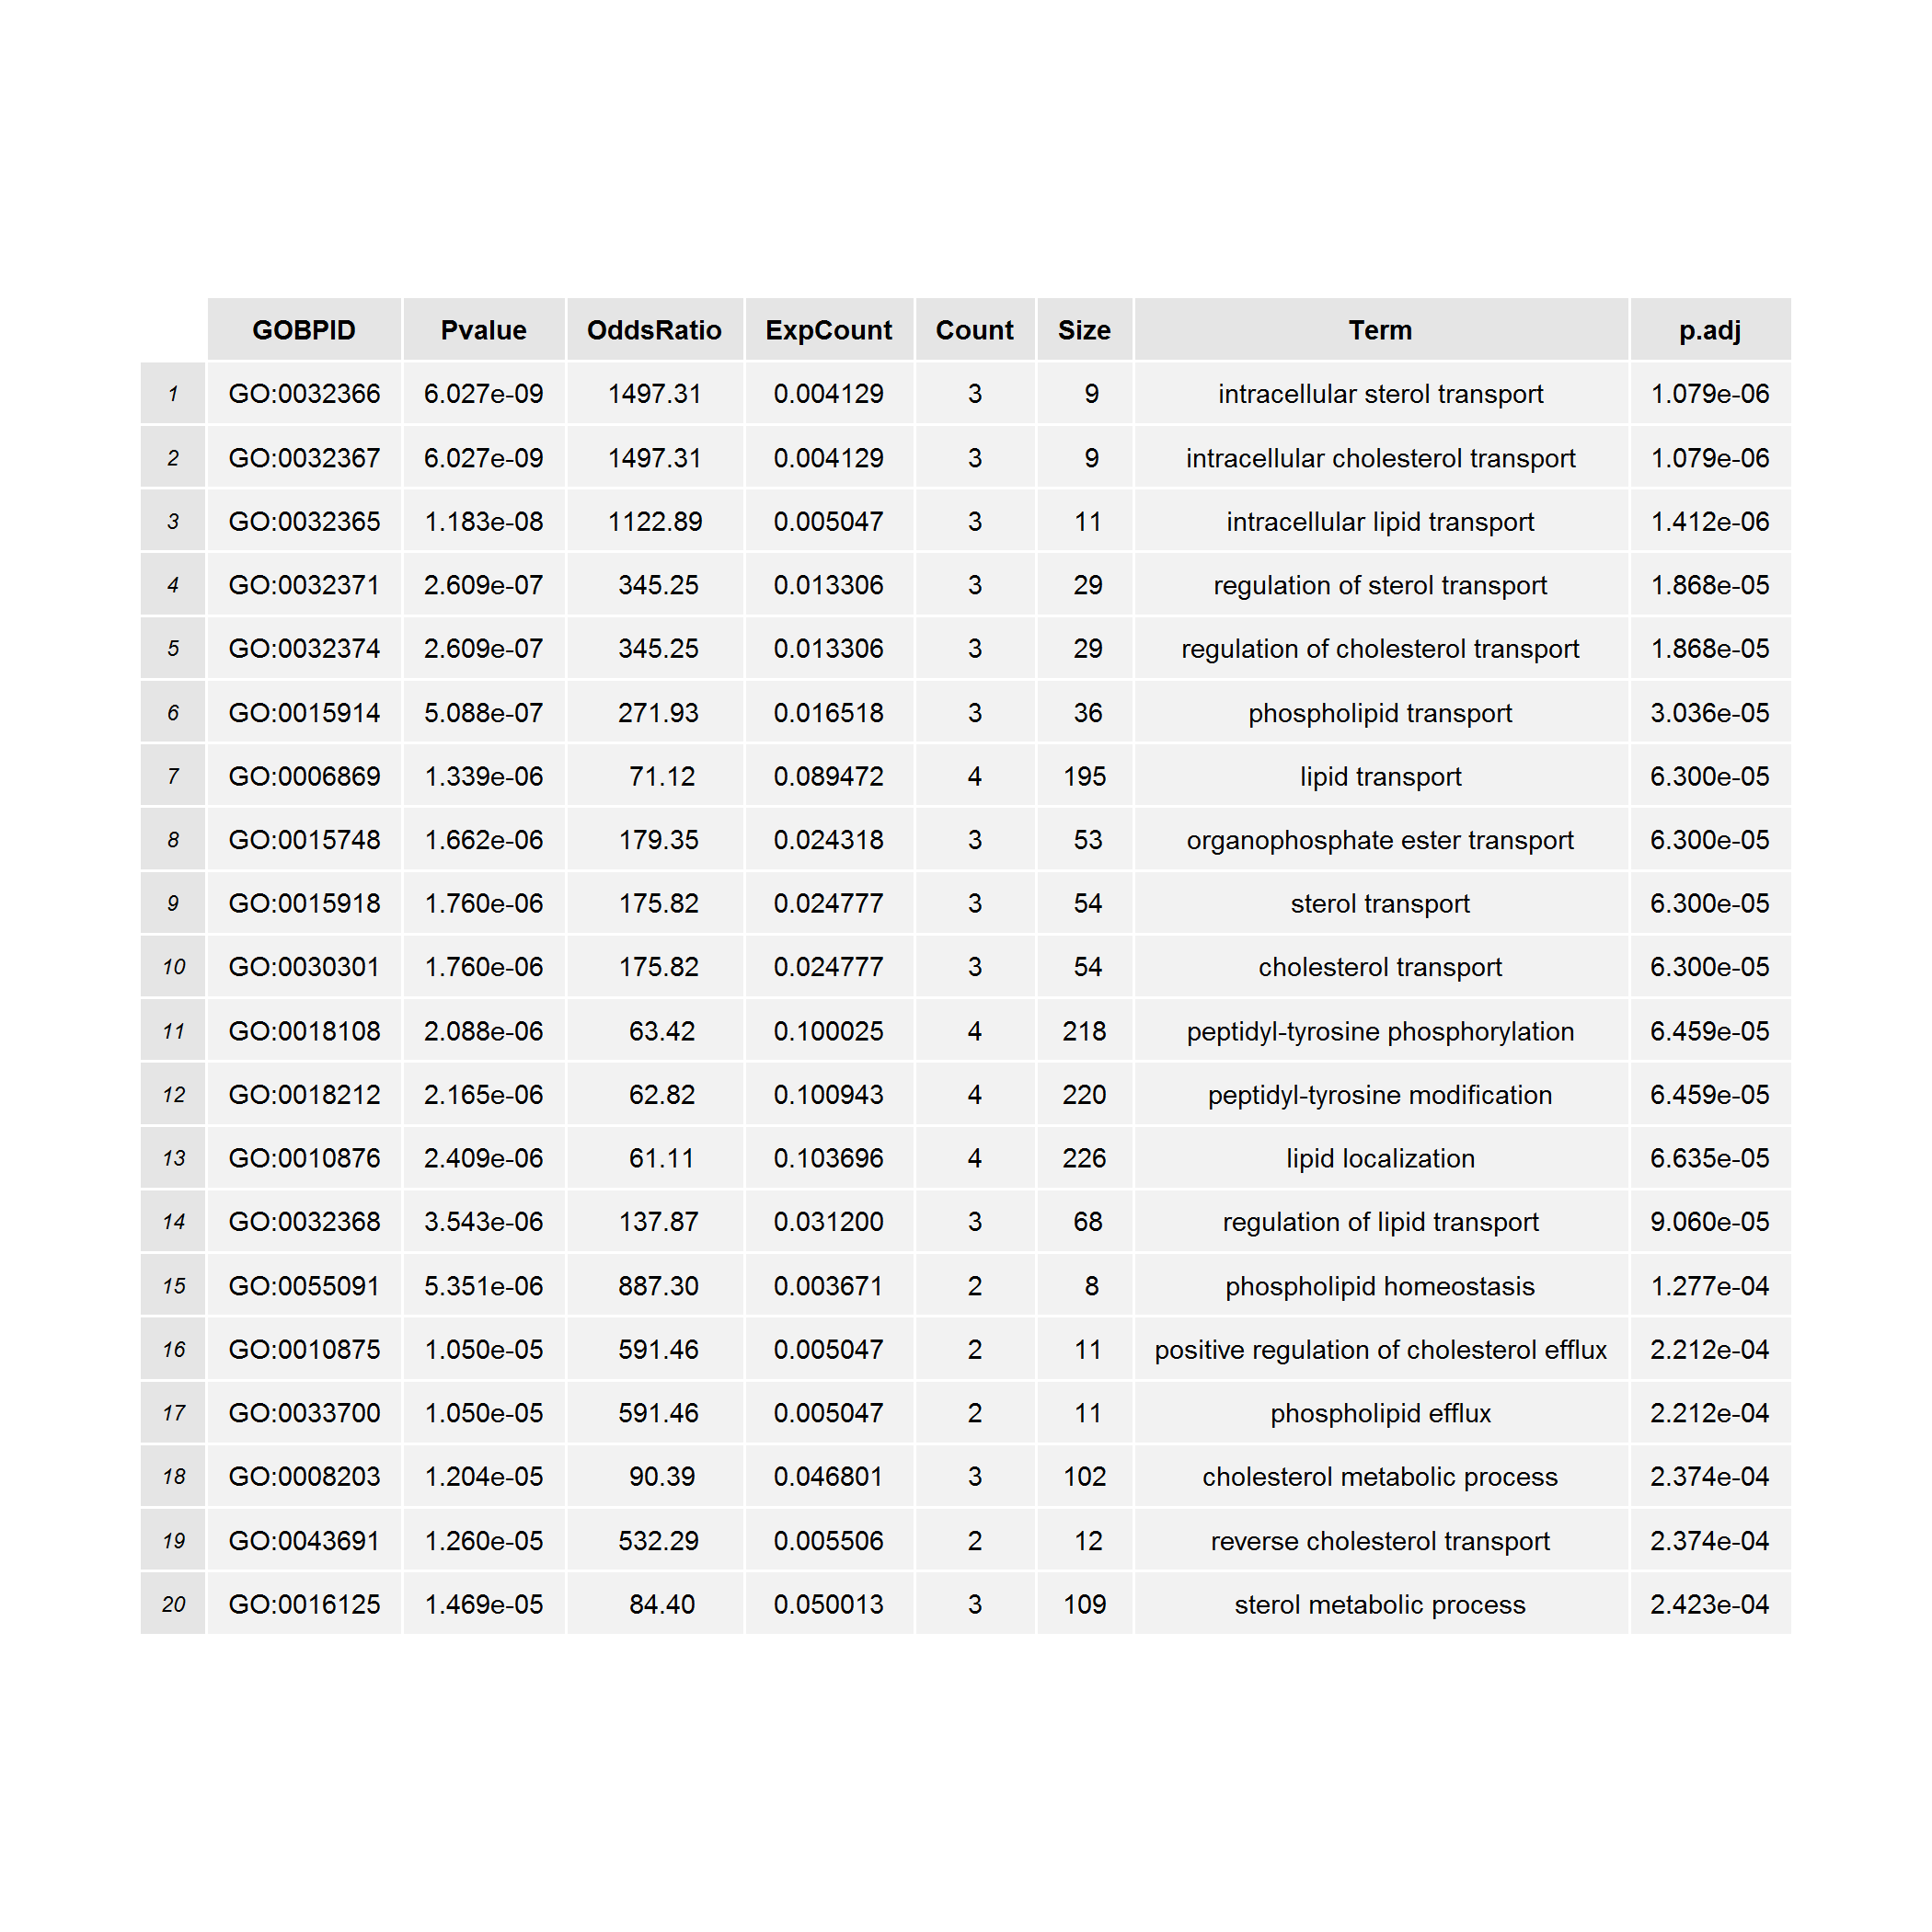 GOBPID Pvalue OddsRatio ExpCount Count Size Term p.adj
1 GO:0032366 6.027e-09 1497.31 0.004129 3 9 intracellular sterol transport 1.079e-06
2 GO:0032367 6.027e-09 1497.31 0.004129 3 9 intracellular cholesterol transport 1.079e-06
3 GO:0032365 1.183e-08 1122.89 0.005047 3 11 intracellular lipid transport 1.412e-06
4 GO:0032371 2.609e-07 345.25 0.013306 3 29 regulation of sterol transport 1.868e-05
5 GO:0032374 2.609e-07 345.25 0.013306 3 29 regulation of cholesterol transport 1.868e-05
6 GO:0015914 5.088e-07 271.93 0.016518 3 36 phospholipid transport 3.036e-05
7 GO:0006869 1.339e-06 71.12 0.089472 4 195 lipid transport 6.300e-05
8 GO:0015748 1.662e-06 179.35 0.024318 3 53 organophosphate ester transport 6.300e-05
9 GO:0015918 1.760e-06 175.82 0.024777 3 54 sterol transport 6.300e-05
10 GO:0030301 1.760e-06 175.82 0.024777 3 54 cholesterol transport 6.300e-05
11 GO:0018108 2.088e-06 63.42 0.100025 4 218 peptidyl-tyrosine phosphorylation 6.459e-05
12 GO:0018212 2.165e-06 62.82 0.100943 4 220 peptidyl-tyrosine modification 6.459e-05
13 GO:0010876 2.409e-06 61.11 0.103696 4 226 lipid localization 6.635e-05
14 GO:0032368 3.543e-06 137.87 0.031200 3 68 regulation of lipid transport 9.060e-05
15 GO:0055091 5.351e-06 887.30 0.003671 2 8 phospholipid homeostasis 1.277e-04
16 GO:0010875 1.050e-05 591.46 0.005047 2 11 positive regulation of cholesterol efflux 2.212e-04
17 GO:0033700 1.050e-05 591.46 0.005047 2 11 phospholipid efflux 2.212e-04
18 GO:0008203 1.204e-05 90.39 0.046801 3 102 cholesterol metabolic process 2.374e-04
19 GO:0043691 1.260e-05 532.29 0.005506 2 12 reverse cholesterol transport 2.374e-04
20 GO:0016125 1.469e-05 84.40 0.050013 3 109 sterol metabolic process 2.423e-04